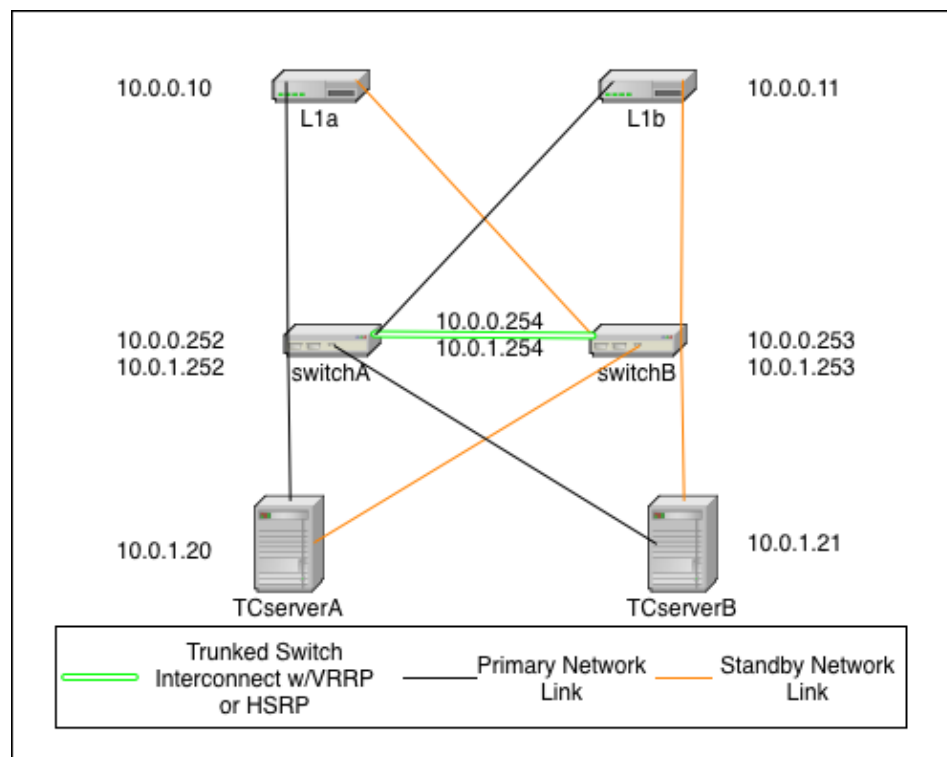 10.0.0.10
L1a
L1b
10.0.0.11
10.0.0.252
10.0.1.252
switchA
10.0.0.254
10.0.1.254
switchB
10.0.0.253
10.0.1.253
10.0.1.20
TCserverA
TCserverB
10.0.1.21
Trunked Switch
Interconnect w/VRRP
or HSRP
Primary Network
Link
Standby Network
Link